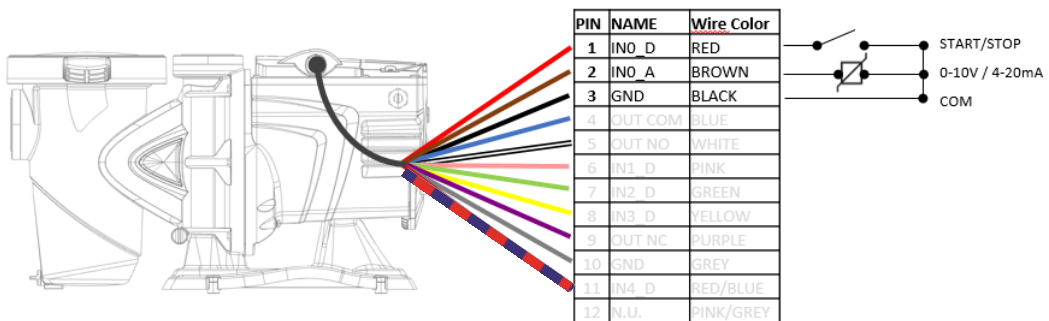 PIN NAME Wire Color
1 IN0_D RED START/STOP
2 IN0_A BROWN 0-10V / 4-20mA
3 GND BLACK COM
4 OUT COM BLUE
5 OUT NO WHITE
6 IN1_D PINK
7 IN2_D GREEN
8 IN3_D YELLOW
9 OUT NC PURPLE
10 GND GREY
11 IN4_D RED/BLUE
12 N.U. PINK/GREY